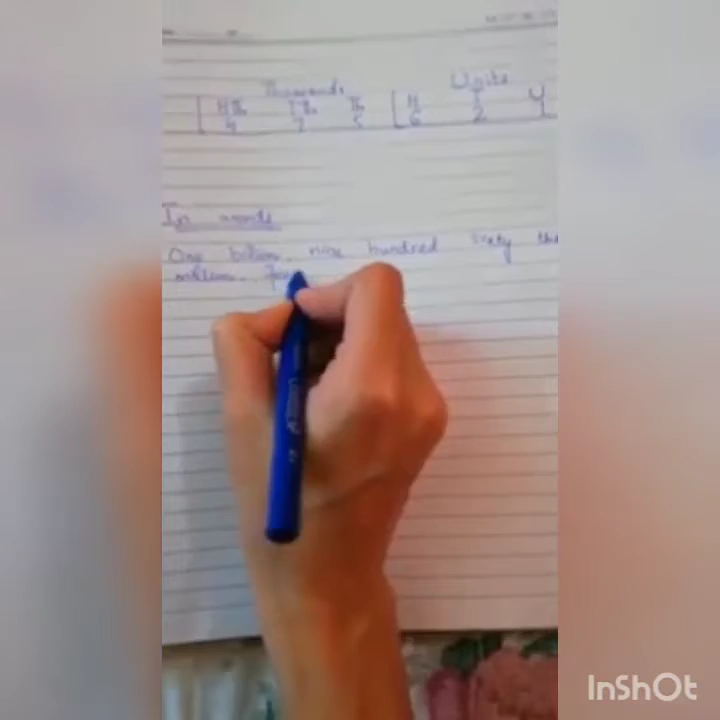 Thousands Units
HTh TTh Th H T U
4 7 5 6 2 1
In words
One billion, nine hundred sixty
million, four
InShOt